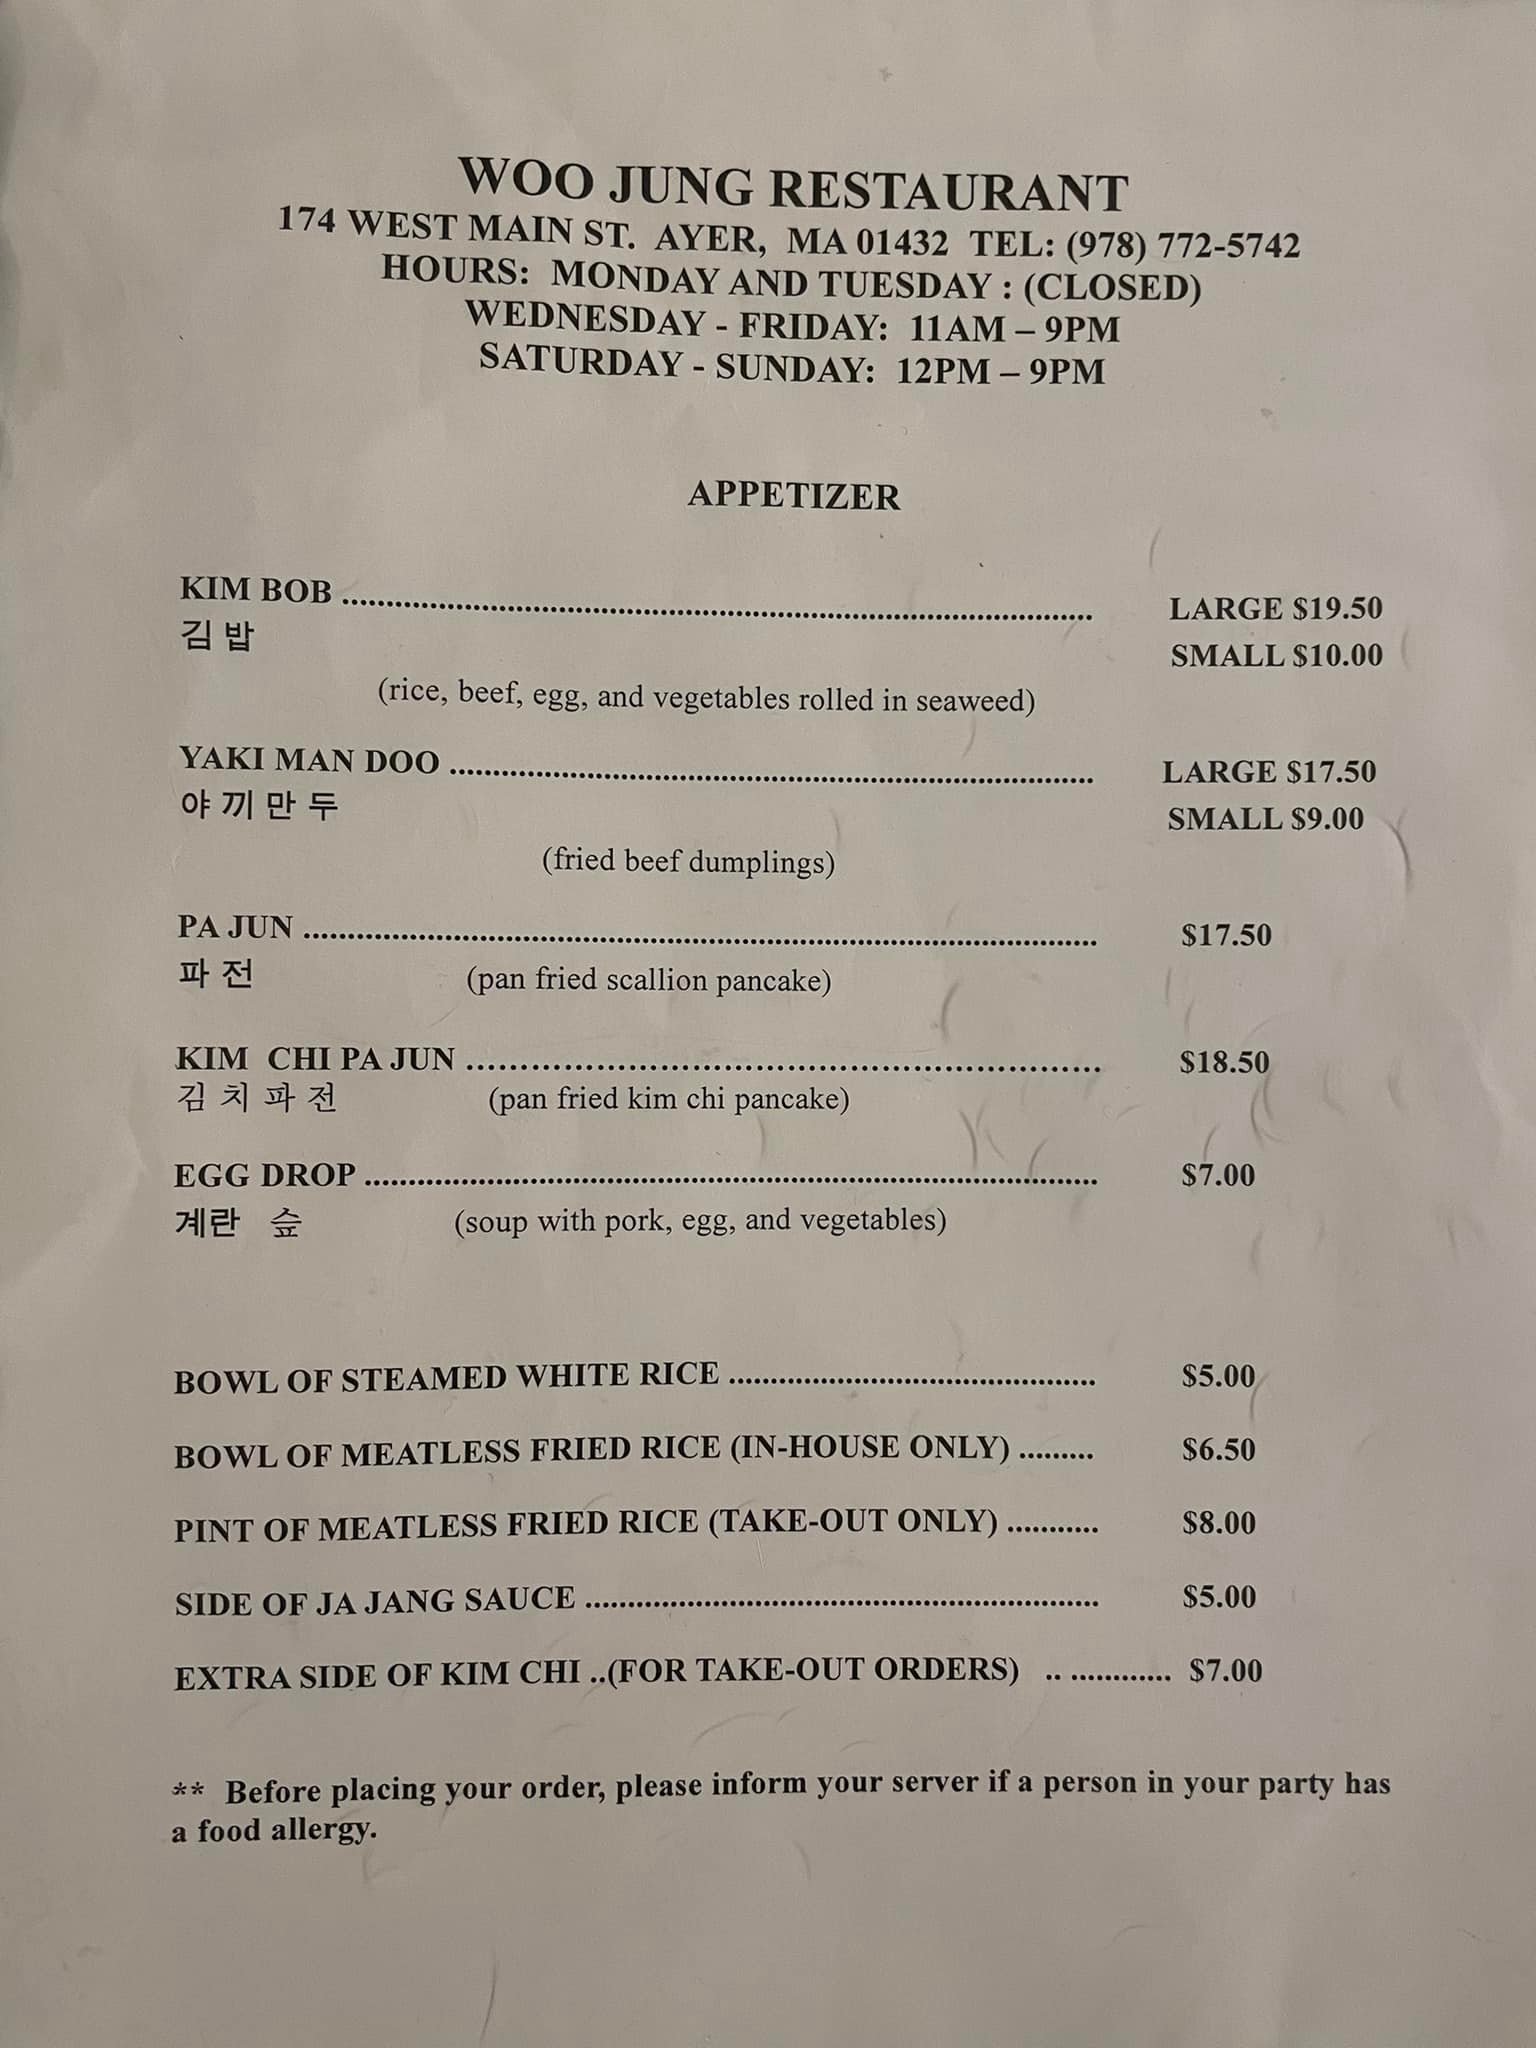 WOO JUNG RESTAURANT
174 WEST MAIN ST. AYER, MA 01432 TEL: (978) 772-5742
HOURS: MONDAY AND TUESDAY : (CLOSED)
WEDNESDAY - FRIDAY: 11AM – 9PM
SATURDAY - SUNDAY: 12PM – 9PM
APPETIZER
KIM BOB ..................................................................................... LARGE $19.50
김 밥 SMALL $10.00
(rice, beef, egg, and vegetables rolled in seaweed)
YAKI MAN DOO ......................................................................... LARGE $17.50
야 끼 만 두 SMALL $9.00
(fried beef dumplings)
PA JUN .......................................................................................... $17.50
파 전 (pan fried scallion pancake)
KIM CHI PA JUN ………………………………………………………… $18.50
김 치 파 전 (pan fried kim chi pancake)
EGG DROP ................................................................................... $7.00
계란 숲 (soup with pork, egg, and vegetables)
BOWL OF STEAMED WHITE RICE .......................................... $5.00
BOWL OF MEATLESS FRIED RICE (IN-HOUSE ONLY) ......... $6.50
PINT OF MEATLESS FRIED RICE (TAKE-OUT ONLY) ........... $8.00
SIDE OF JA JANG SAUCE ........................................................... $5.00
EXTRA SIDE OF KIM CHI ..(FOR TAKE-OUT ORDERS) .. ............ $7.00
** Before placing your order, please inform your server if a person in your party has
a food allergy.